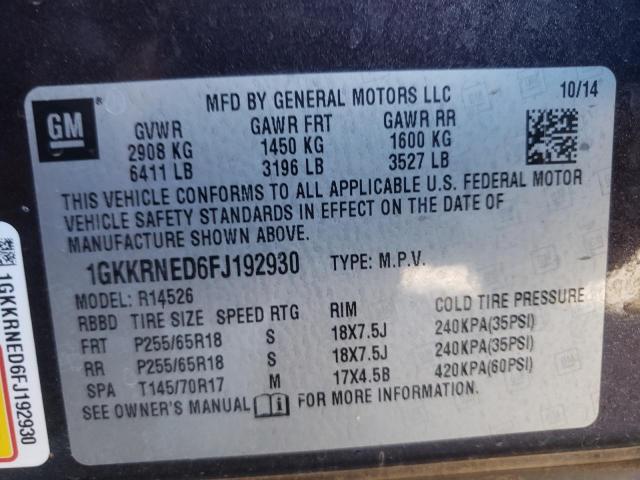 MFD BY GENERAL MOTORS LLC 10/14
GM ®
GVWR GAWR FRT GAWR RR
2908 KG 1450 KG 1600 KG
6411 LB 3196 LB 3527 LB
THIS VEHICLE CONFORMS TO ALL APPLICABLE U.S. FEDERAL MOTOR
VEHICLE SAFETY STANDARDS IN EFFECT ON THE DATE OF
MANUFACTURE SHOWN ABOVE.
1GKKRNED6FJ192930 TYPE: M.P.V.
MODEL: R14526
RBBD TIRE SIZE SPEED RTG RIM COLD TIRE PRESSURE
FRT P255/65R18 S 18X7.5J 240KPA(35PSI)
RR P255/65R18 S 18X7.5J 240KPA(35PSI)
SPA T145/70R17 M 17X4.5B 420KPA(60PSI)
SEE OWNER'S MANUAL i FOR MORE INFORMATION.
1GKKRNED6FJ192930